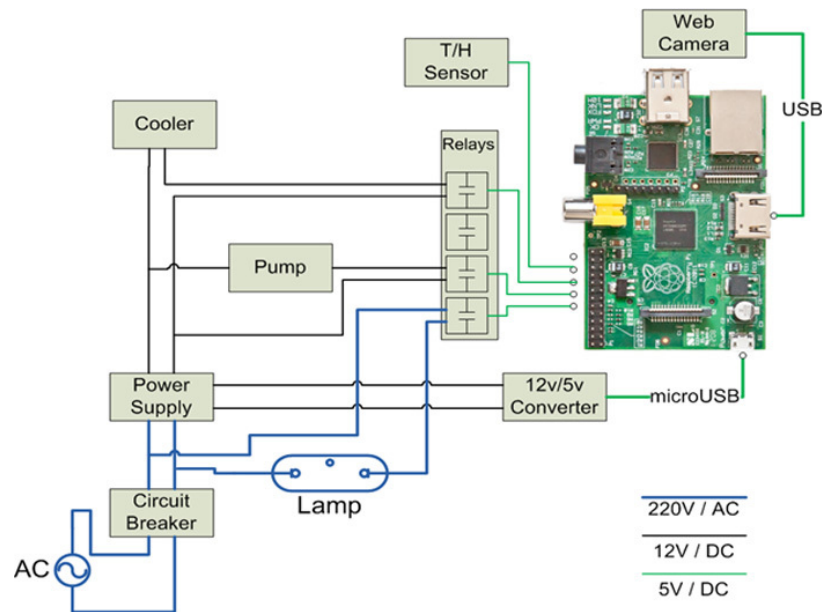 Web
Camera
T/H
Sensor
USB
Cooler
Relays
Pump
Power
Supply
12v/5v
Converter
microUSB
Lamp
Circuit
Breaker
AC
220V / AC
12V / DC
5V / DC